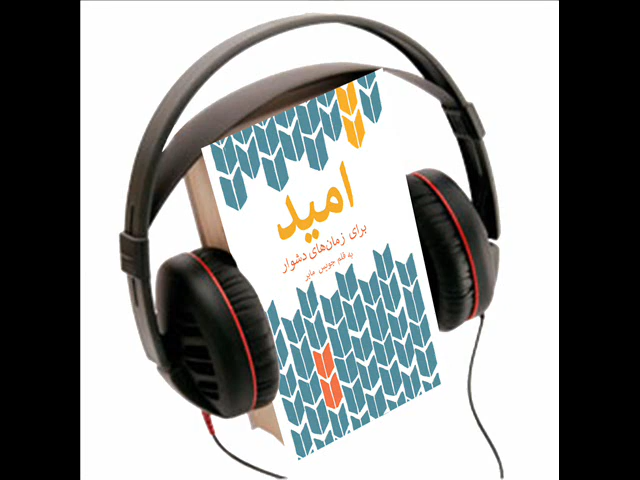 امید
برای زمان‌های دشوار
به قلم جویس مایر